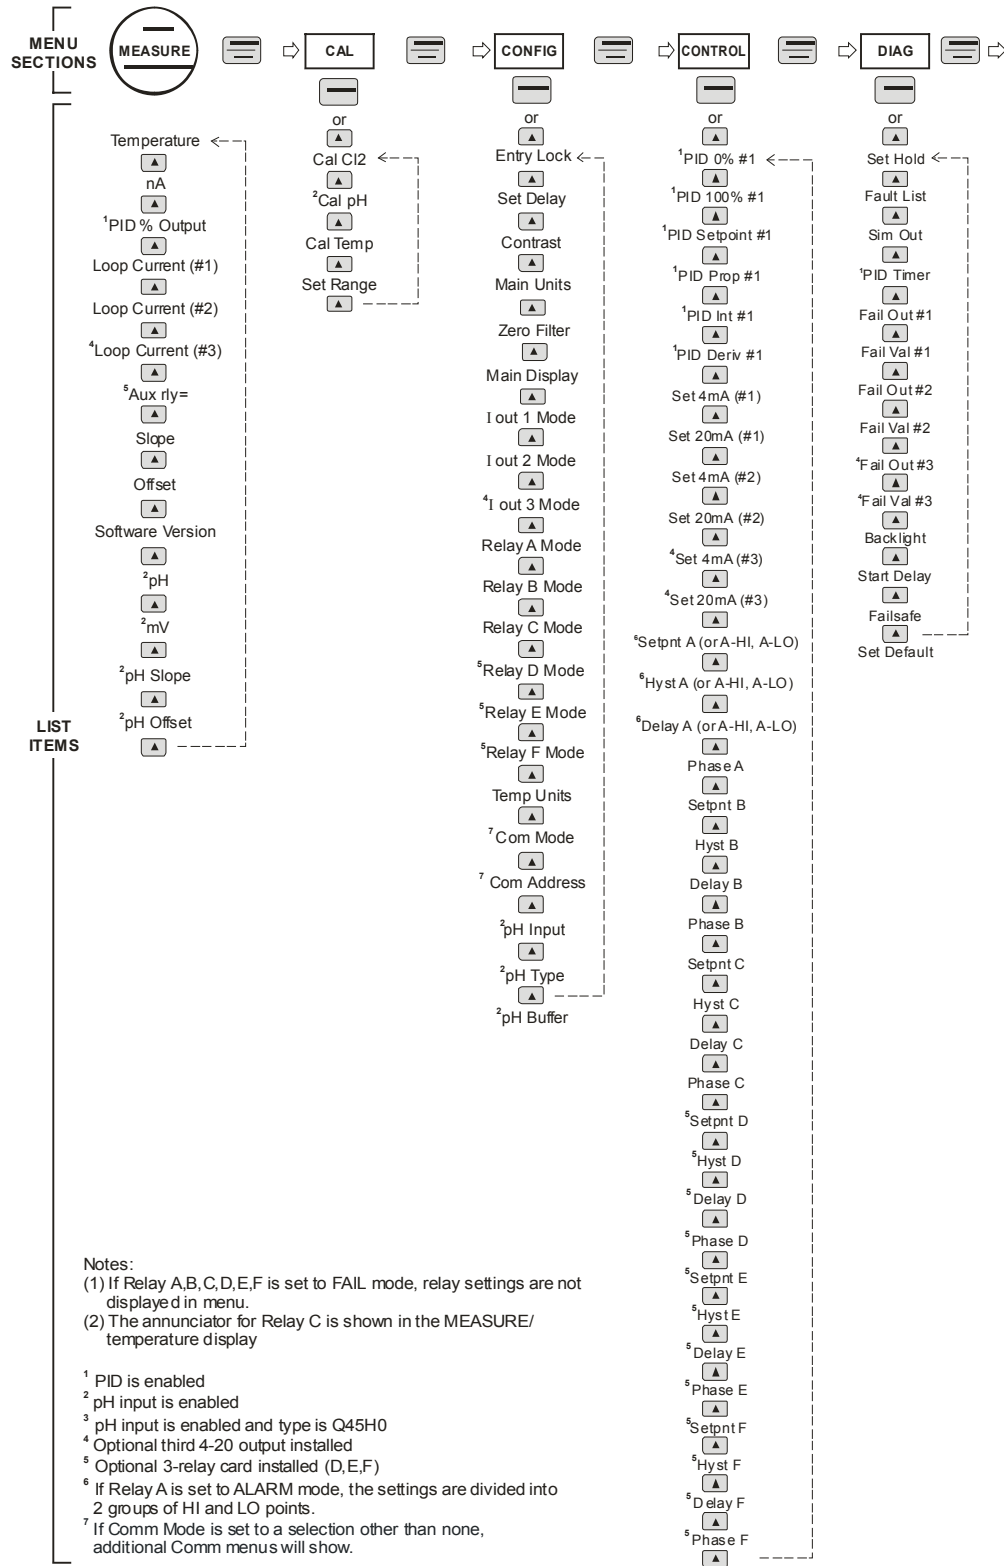 MENU
SECTIONS
MEASURE
CAL
CONFIG
CONTROL
DIAG
LIST
ITEMS
Temperature
nA
¹PID % Output
Loop Current (#1)
Loop Current (#2)
⁴Loop Current (#3)
⁵Aux rly=
Slope
Offset
Software Version
²pH
²mV
²pH Slope
²pH Offset
or
Cal Cl2
²Cal pH
Cal Temp
Set Range
or
Entry Lock
Set Delay
Contrast
Main Units
Zero Filter
Main Display
I out 1 Mode
I out 2 Mode
⁴I out 3 Mode
Relay A Mode
Relay B Mode
Relay C Mode
⁵Relay D Mode
⁵Relay E Mode
⁵Relay F Mode
Temp Units
⁷Com Mode
⁷ Com Address
²pH Input
²pH Type
²pH Buffer
or
¹PID 0% #1
¹PID 100% #1
¹PID Setpoint #1
¹PID Prop #1
¹PID Int #1
¹PID Deriv #1
Set 4mA (#1)
Set 20mA (#1)
Set 4mA (#2)
Set 20mA (#2)
⁴Set 4mA (#3)
⁴Set 20mA (#3)
⁶Setpnt A (or A-HI, A-LO)
⁶Hyst A (or A-HI, A-LO)
⁶Delay A (or A-HI, A-LO)
Phase A
Setpnt B
Hyst B
Delay B
Phase B
Setpnt C
Hyst C
Delay C
Phase C
⁵Setpnt D
⁵Hyst D
⁵Delay D
⁵Phase D
⁵Setpnt E
⁵Hyst E
⁵Delay E
⁵Phase E
⁵Setpnt F
⁵Hyst F
⁵Delay F
⁵Phase F
or
Set Hold
Fault List
Sim Out
¹PID Timer
Fail Out #1
Fail Val #1
Fail Out #2
Fail Val #2
⁴Fail Out #3
⁴Fail Val #3
Backlight
Start Delay
Failsafe
Set Default
Notes:
(1) If Relay A,B,C,D,E,F is set to FAIL mode, relay settings are not
displayed in menu.
(2) The annunciator for Relay C is shown in the MEASURE/
temperature display
¹ PID is enabled
² pH input is enabled
³ pH input is enabled and type is Q45H0
⁴ Optional third 4-20 output installed
⁵ Optional 3-relay card installed (D,E,F)
⁶ If Relay A is set to ALARM mode, the settings are divided into
2 groups of HI and LO points.
⁷ If Comm Mode is set to a selection other than none,
additional Comm menus will show.